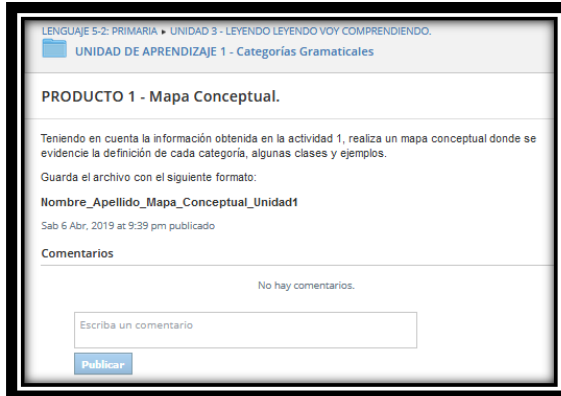 LENGUAJE 5-2: PRIMARIA ▸ UNIDAD 3 - LEYENDO LEYENDO VOY COMPRENDIENDO.
UNIDAD DE APRENDIZAJE 1 - Categorías Gramaticales
PRODUCTO 1 - Mapa Conceptual.
Teniendo en cuenta la información obtenida en la actividad 1, realiza un mapa conceptual donde se
evidencie la definición de cada categoría, algunas clases y ejemplos.
Guarda el archivo con el siguiente formato:
Nombre_Apellido_Mapa_Conceptual_Unidad1
Sab 6 Abr, 2019 at 9:39 pm publicado
Comentarios
No hay comentarios.
Escriba un comentario
Publicar